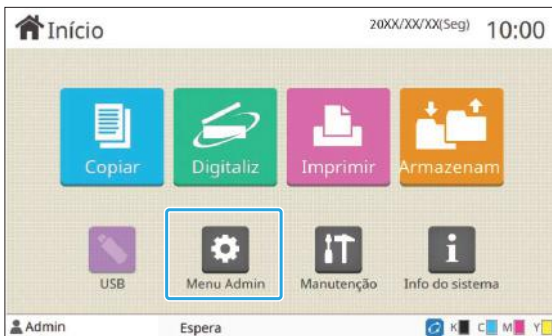 Início 20XX/XX/XX(Seg) 10:00
Copiar Digitaliz Imprimir Armazenam
USB Menu Admin Manutenção Info do sistema
Admin Espera K C M Y